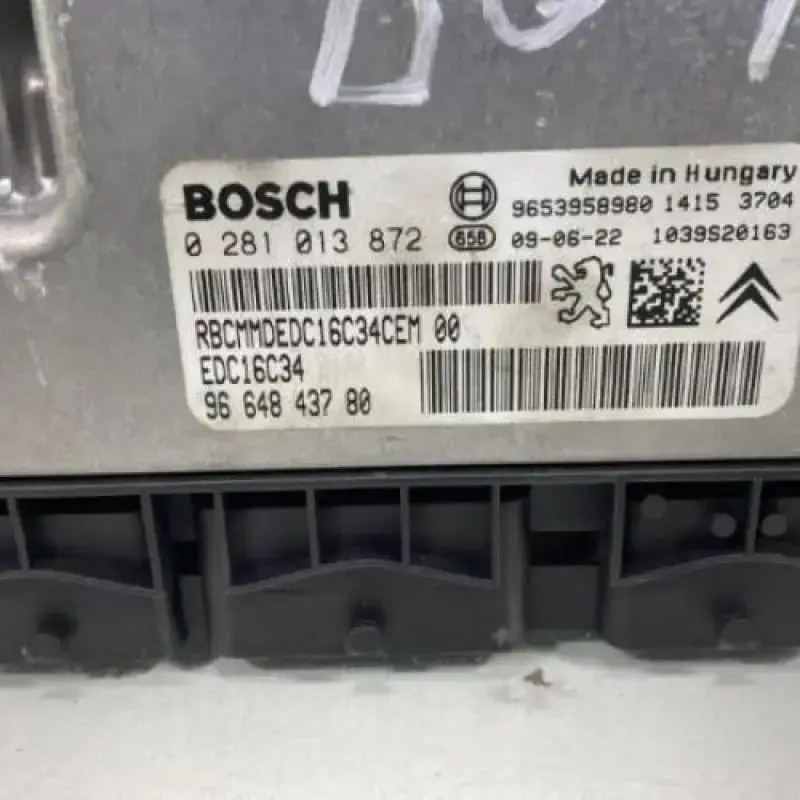 BOSCH
Made in Hungary
9653958980 1415 3704
0 281 013 872
658 09-06-22 1039S20163
RBCMMDEDC16C34CEM 00
EDC16C34
96 648 437 80